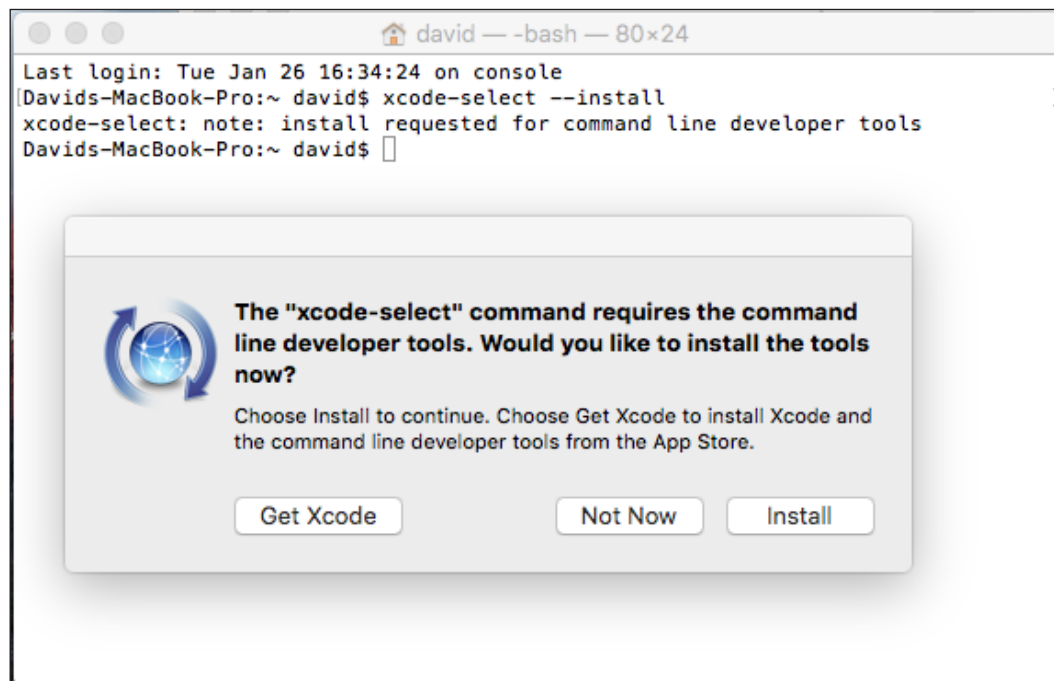 david — -bash — 80×24
Last login: Tue Jan 26 16:34:24 on console
[Davids-MacBook-Pro:~ david$ xcode-select --install
xcode-select: note: install requested for command line developer tools
Davids-MacBook-Pro:~ david$
The "xcode-select" command requires the command
line developer tools. Would you like to install the tools
now?
Choose Install to continue. Choose Get Xcode to install Xcode and
the command line developer tools from the App Store.
Get Xcode Not Now Install